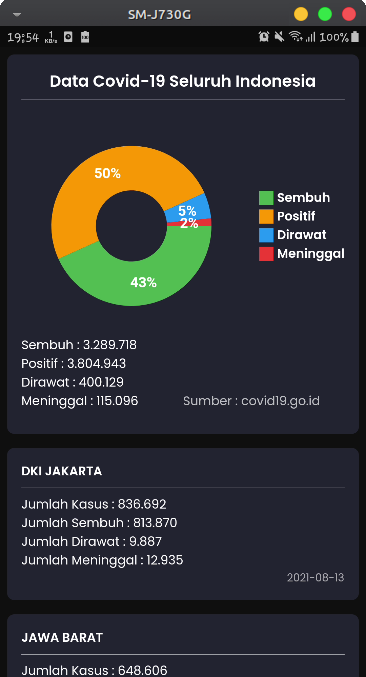 SM-J730G
19:54 1 KB/s 100%
Data Covid-19 Seluruh Indonesia
50%
5%
2%
43%
Sembuh
Positif
Dirawat
Meninggal
Sembuh : 3.289.718
Positif : 3.804.943
Dirawat : 400.129
Meninggal : 115.096 Sumber : covid19.go.id
DKI JAKARTA
Jumlah Kasus : 836.692
Jumlah Sembuh : 813.870
Jumlah Dirawat : 9.887
Jumlah Meninggal : 12.935
2021-08-13
JAWA BARAT
Jumlah Kasus : 648.606